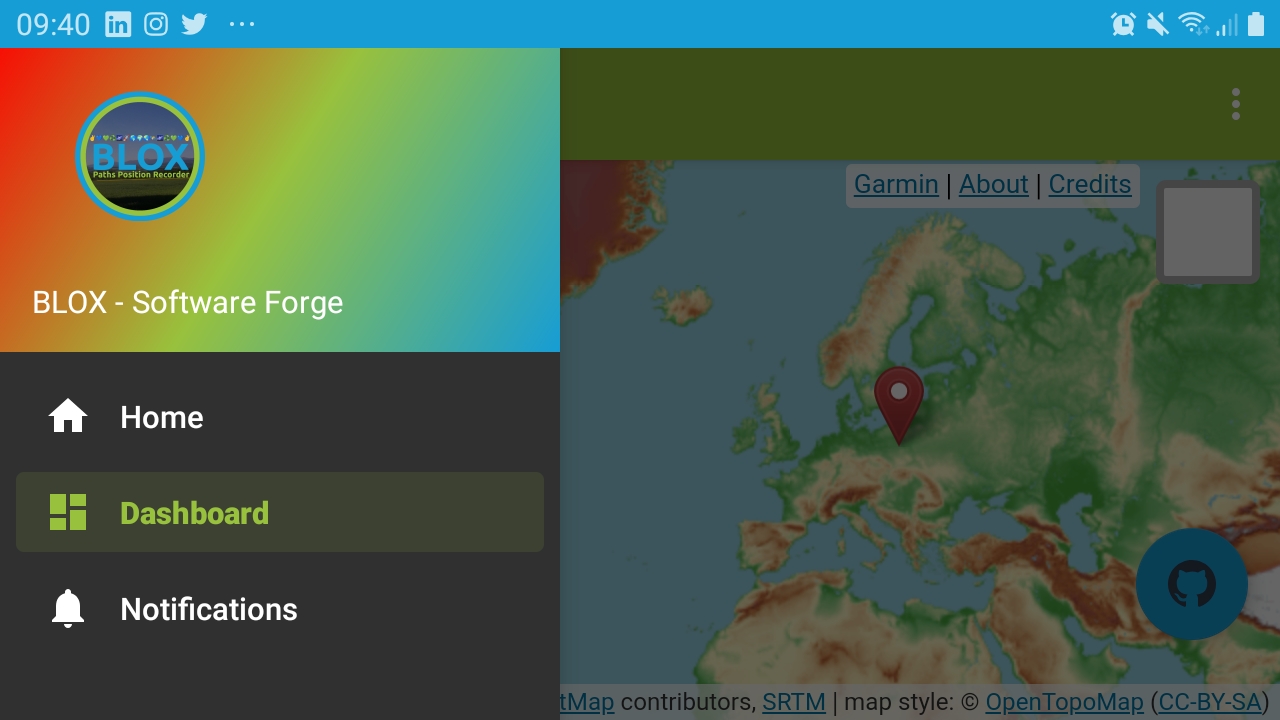 09:40
Garmin | About | Credits
BLOX
Paths Position Recorder
BLOX - Software Forge
Home
Dashboard
Notifications
tMap contributors, SRTM | map style: © OpenTopoMap (CC-BY-SA)